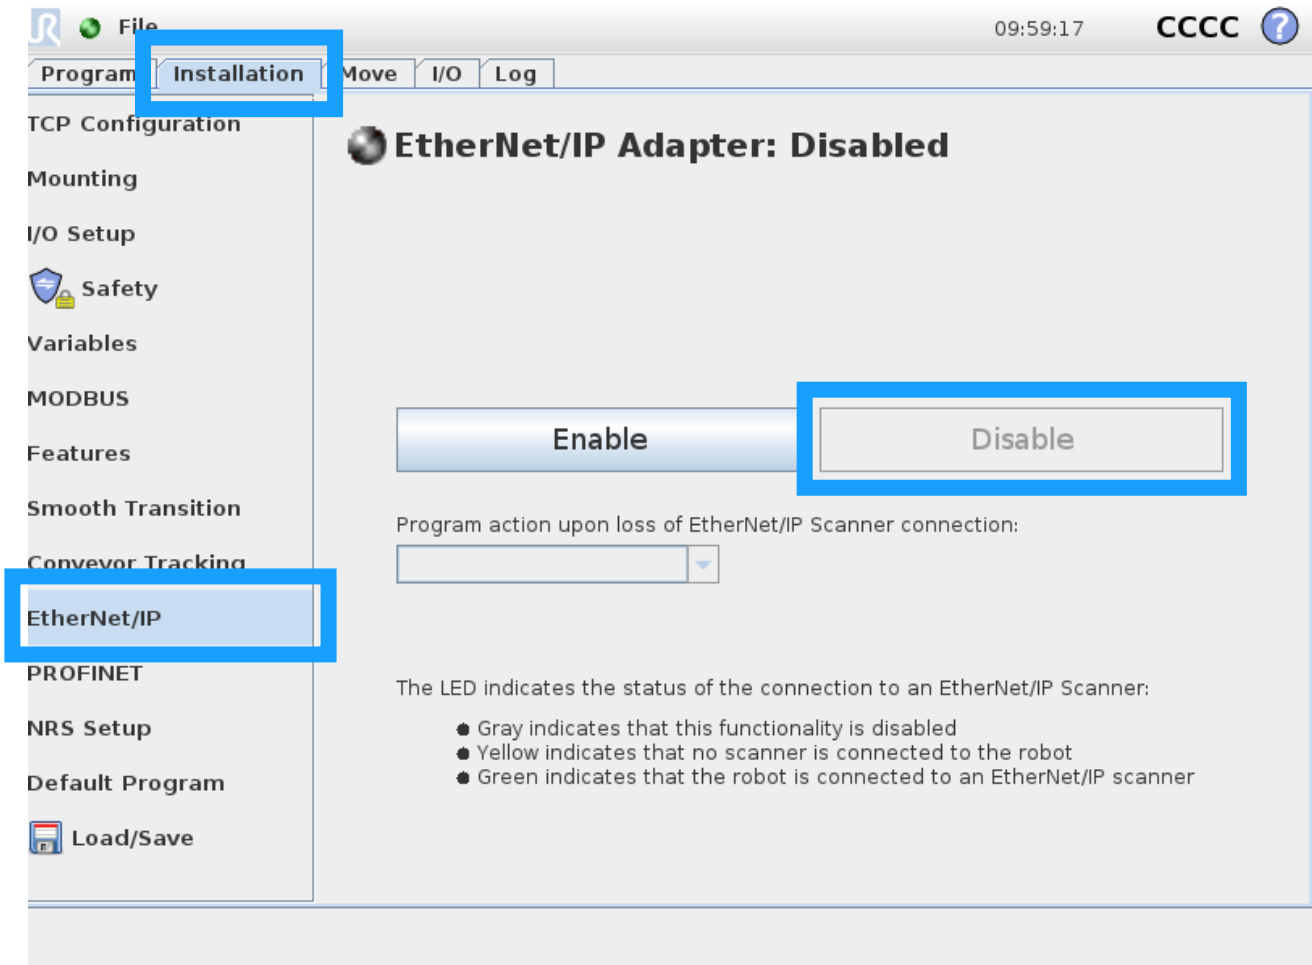 File 09:59:17 CCCC ?
Program Installation Move I/O Log
TCP Configuration
Mounting
I/O Setup
Safety
Variables
MODBUS
Features
Smooth Transition
Conveyor Tracking
EtherNet/IP
PROFINET
NRS Setup
Default Program
Load/Save
EtherNet/IP Adapter: Disabled
Enable Disable
Program action upon loss of EtherNet/IP Scanner connection:
The LED indicates the status of the connection to an EtherNet/IP Scanner:
● Gray indicates that this functionality is disabled
● Yellow indicates that no scanner is connected to the robot
● Green indicates that the robot is connected to an EtherNet/IP scanner